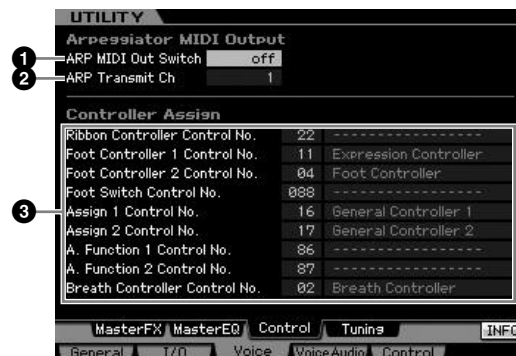 UTILITY
Arpeggiator MIDI Output
1 ARP MIDI Out Switch off
2 ARP Transmit Ch 1
Controller Assign
Ribbon Controller Control No. 22 -----------------
Foot Controller 1 Control No. 11 Expression Controller
Foot Controller 2 Control No. 04 Foot Controller
Foot Switch Control No. 088 -----------------
3 Assign 1 Control No. 16 General Controller 1
Assign 2 Control No. 17 General Controller 2
A. Function 1 Control No. 86 -----------------
A. Function 2 Control No. 87 -----------------
Breath Controller Control No. 02 Breath Controller
MasterFX MasterEQ Control Tuning INFO
General I/O Voice VoiceAudio Control